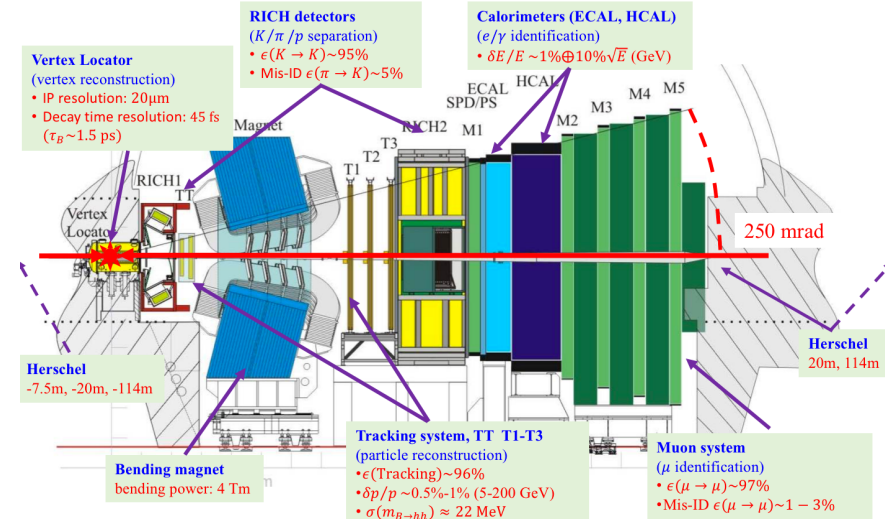 RICH detectors
(K/π/p separation)
• ϵ(K → K)~95%
• Mis-ID ϵ(π → K)~5%
Calorimeters (ECAL, HCAL)
(e/γ identification)
• δE/E ~1%⊕10%√E (GeV)
Vertex Locator
(vertex reconstruction)
• IP resolution: 20μm
• Decay time resolution: 45 fs
(τ_B~1.5 ps)
Magnet
RICH1
TT
Vertex
Locator
T1
T2
T3
RICH2
SPD/PS
ECAL
HCAL
M1
M2
M3
M4
M5
250 mrad
Herschel
-7.5m, -20m, -114m
Herschel
20m, 114m
Bending magnet
bending power: 4 Tm
m
Tracking system, TT T1-T3
(particle reconstruction)
•ϵ(Tracking)~96%
•δp/p ~0.5%-1% (5-200 GeV)
• σ(m_{B→hh}) ≈ 22 MeV
Muon system
(μ identification)
• ϵ(μ → μ)~97%
•Mis-ID ϵ(μ → μ)~1 − 3%